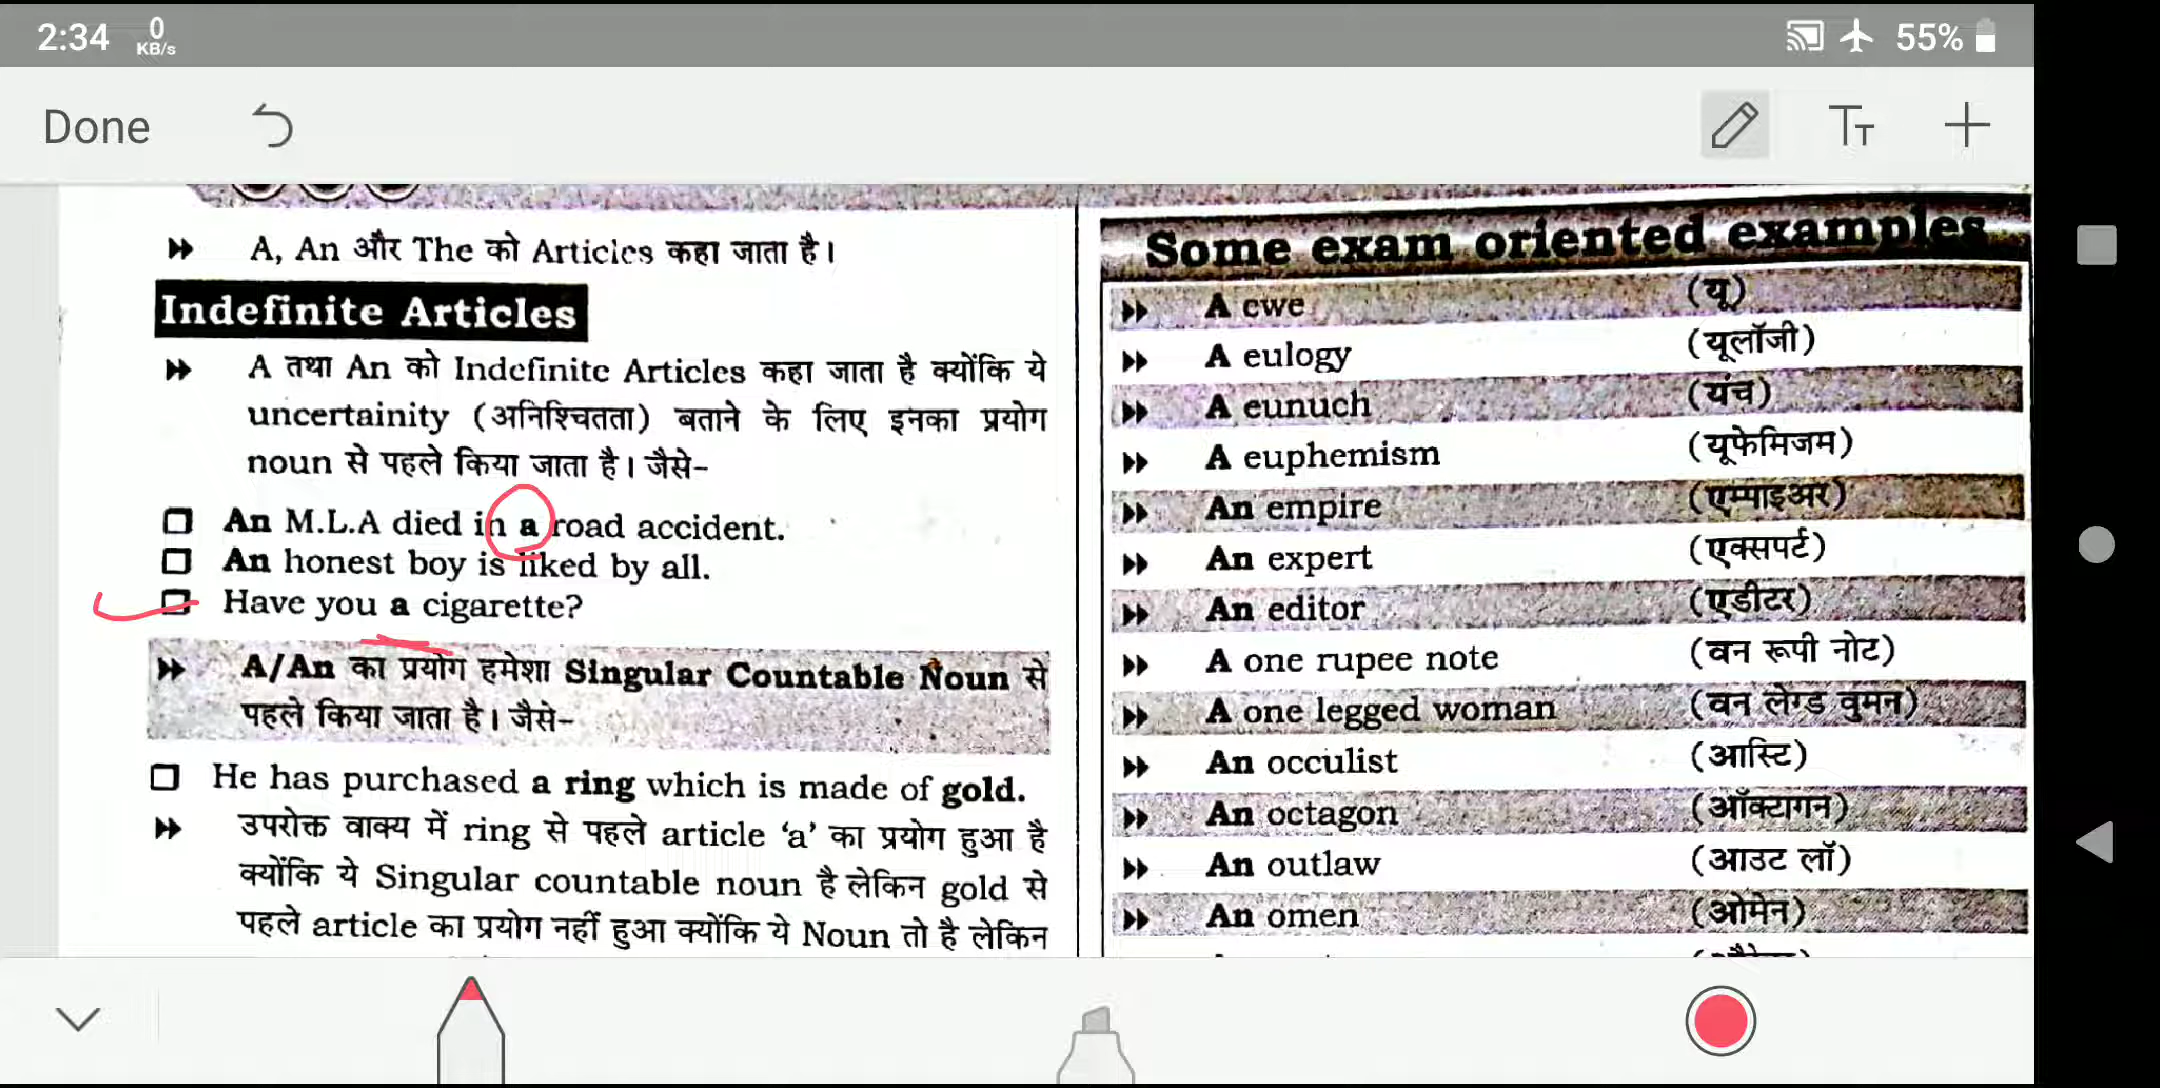 2:34 0 KB/s 55%
Done TT
A, An और The को Articles कहा जाता है।
Indefinite Articles
A तथा An को Indefinite Articles कहा जाता है क्योंकि ये
uncertainity (अनिश्चितता) बताने के लिए इनका प्रयोग
noun से पहले किया जाता है। जैसे-
An M.L.A died in a road accident.
An honest boy is liked by all.
Have you a cigarette?
A/An का प्रयोग हमेशा Singular Countable Noun से
पहले किया जाता है। जैसे-
He has purchased a ring which is made of gold.
उपरोक्त वाक्य में ring से पहले article 'a' का प्रयोग हुआ है
क्योंकि ये Singular countable noun है लेकिन gold से
पहले article का प्रयोग नहीं हुआ क्योंकि ये Noun तो है लेकिन
Some exam oriented examples
A ewe (यू)
A eulogy (यूलॉजी)
A eunuch (यंच)
A euphemism (यूफेमिजम)
An empire (एम्पाइअर)
An expert (एक्सपर्ट)
An editor (एडीटर)
A one rupee note (वन रूपी नोट)
A one legged woman (वन लेग्ड वुमन)
An occulist (आस्टि)
An octagon (ऑक्टागन)
An outlaw (आउट लॉ)
An omen (ओमेन)